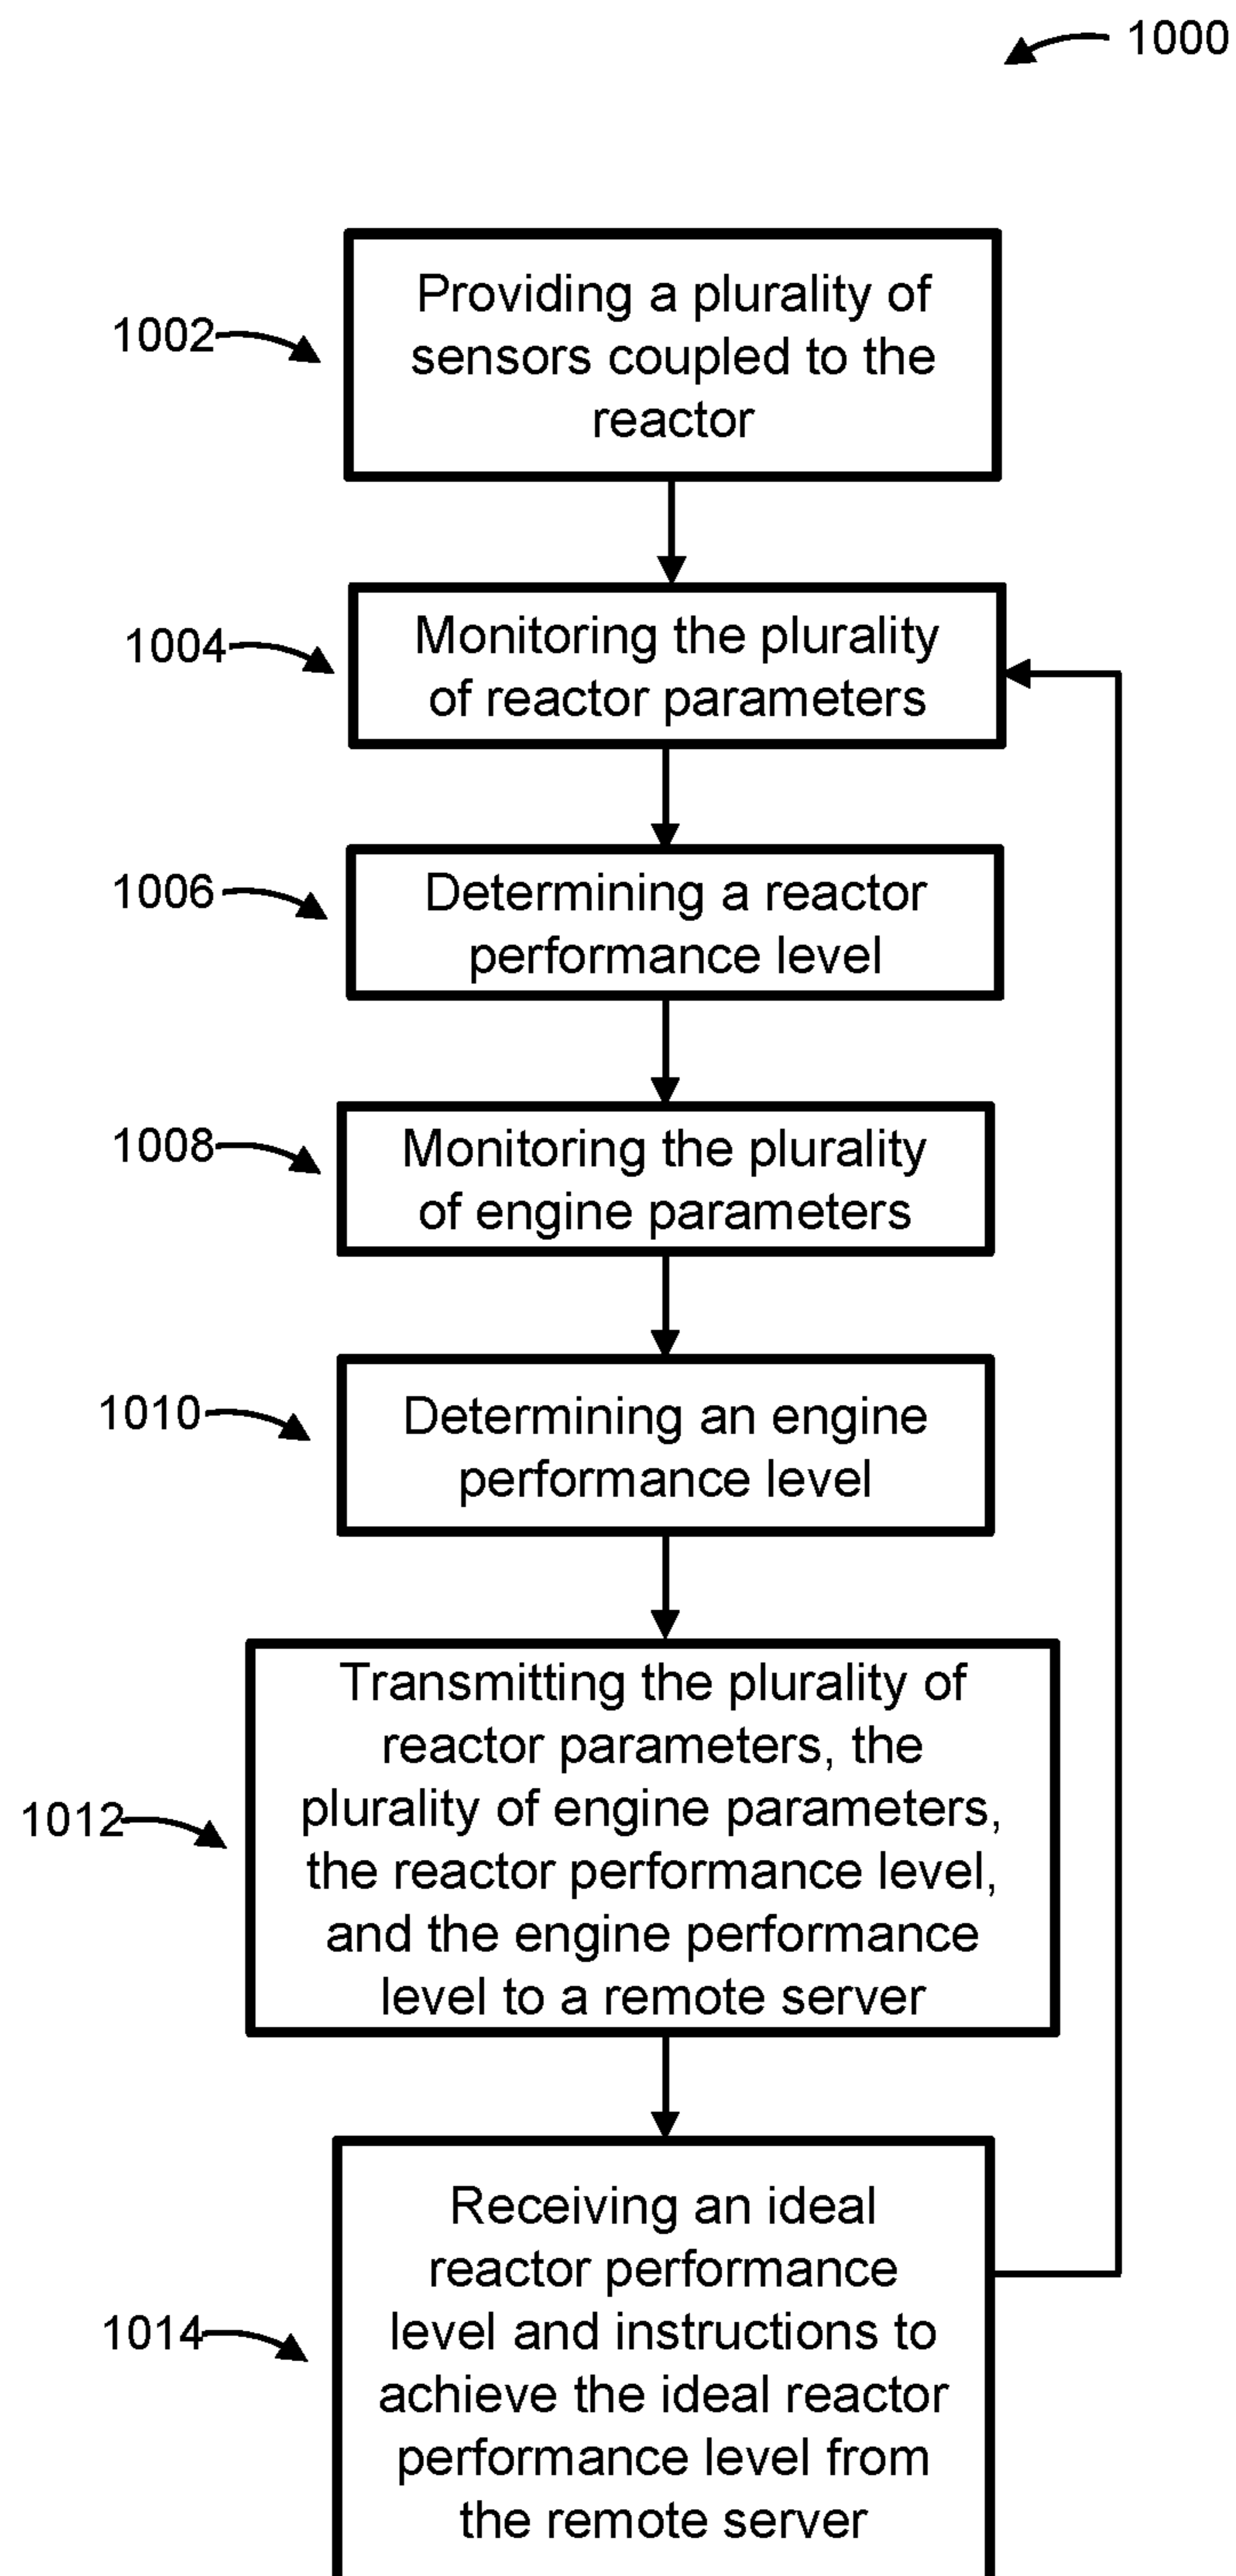 1000
1002
Providing a plurality of
sensors coupled to the
reactor
1004
Monitoring the plurality
of reactor parameters
1006
Determining a reactor
performance level
1008
Monitoring the plurality
of engine parameters
1010
Determining an engine
performance level
1012
Transmitting the plurality of
reactor parameters, the
plurality of engine parameters,
the reactor performance level,
and the engine performance
level to a remote server
1014
Receiving an ideal
reactor performance
level and instructions to
achieve the ideal reactor
performance level from
the remote server